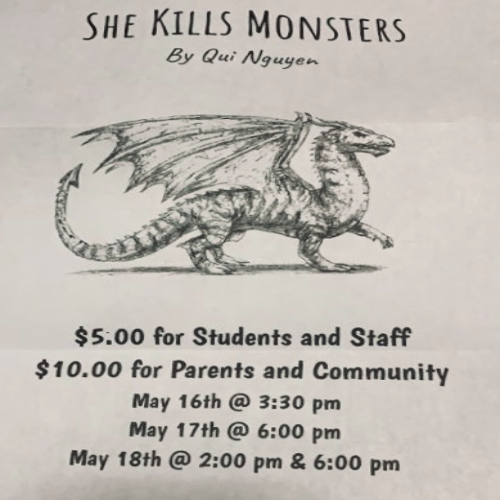 SHE KILLS MONSTERS
By Qui Nguyen
$5.00 for Students and Staff
$10.00 for Parents and Community
May 16th @ 3:30 pm
May 17th @ 6:00 pm
May 18th @ 2:00 pm & 6:00 pm